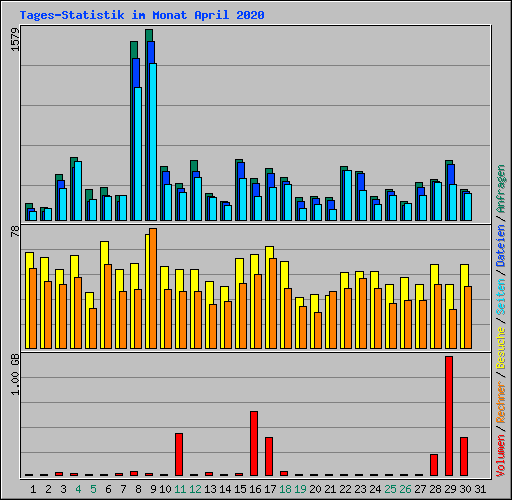 Tages-Statistik im Monat April 2020
1579
78
1.00 GB
Volumen / Rechner / Besuche / Seiten / Dateien / Anfragen
1 2 3 4 5 6 7 8 9 10 11 12 13 14 15 16 17 18 19 20 21 22 23 24 25 26 27 28 29 30 31